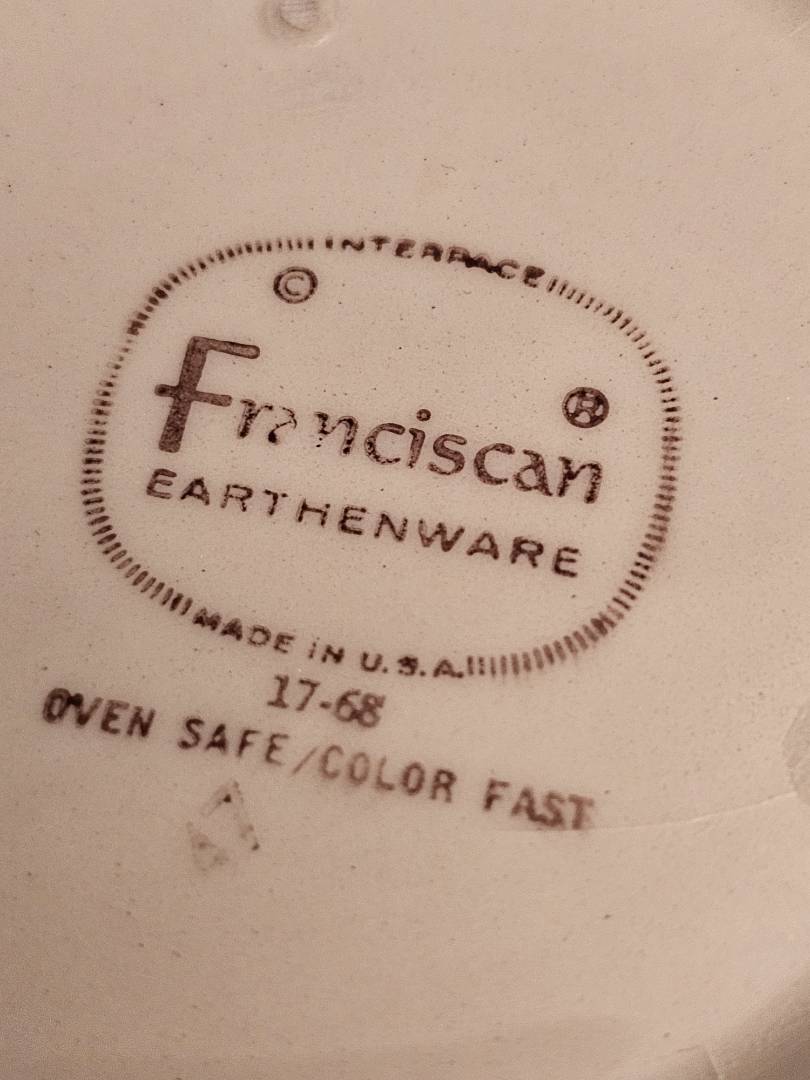 INTERPACE
©
Franciscan ®
EARTHENWARE
MADE IN U.S.A.
17-68
OVEN SAFE/COLOR FAST